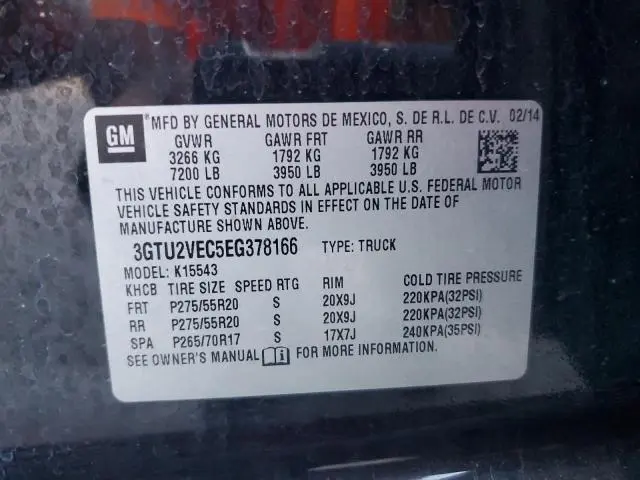 GM ®MFD BY GENERAL MOTORS DE MEXICO, S. DE R.L. DE C.V. 02/14
GVWR GAWR FRT GAWR RR
3266 KG 1792 KG 1792 KG
7200 LB 3950 LB 3950 LB
THIS VEHICLE CONFORMS TO ALL APPLICABLE U.S. FEDERAL MOTOR
VEHICLE SAFETY STANDARDS IN EFFECT ON THE DATE OF
MANUFACTURE SHOWN ABOVE.
3GTU2VEC5EG378166 TYPE: TRUCK
MODEL: K15543
KHCB TIRE SIZE SPEED RTG RIM COLD TIRE PRESSURE
FRT P275/55R20 S 20X9J 220KPA(32PSI)
RR P275/55R20 S 20X9J 220KPA(32PSI)
SPA P265/70R17 S 17X7J 240KPA(35PSI)
SEE OWNER'S MANUAL i FOR MORE INFORMATION.